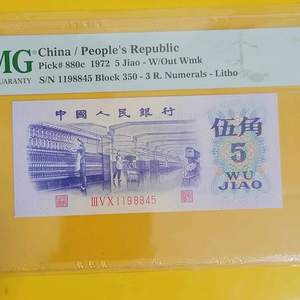 MG
GUARANTY
China / People's Republic
Pick# 880c 1972 5 Jiao - W/Out Wmk
S/N 1198845 Block 350 - 3 R. Numerals - Litho
中国人民银行
伍角
5
WU
JIAO
ⅢⅤⅩ1198845